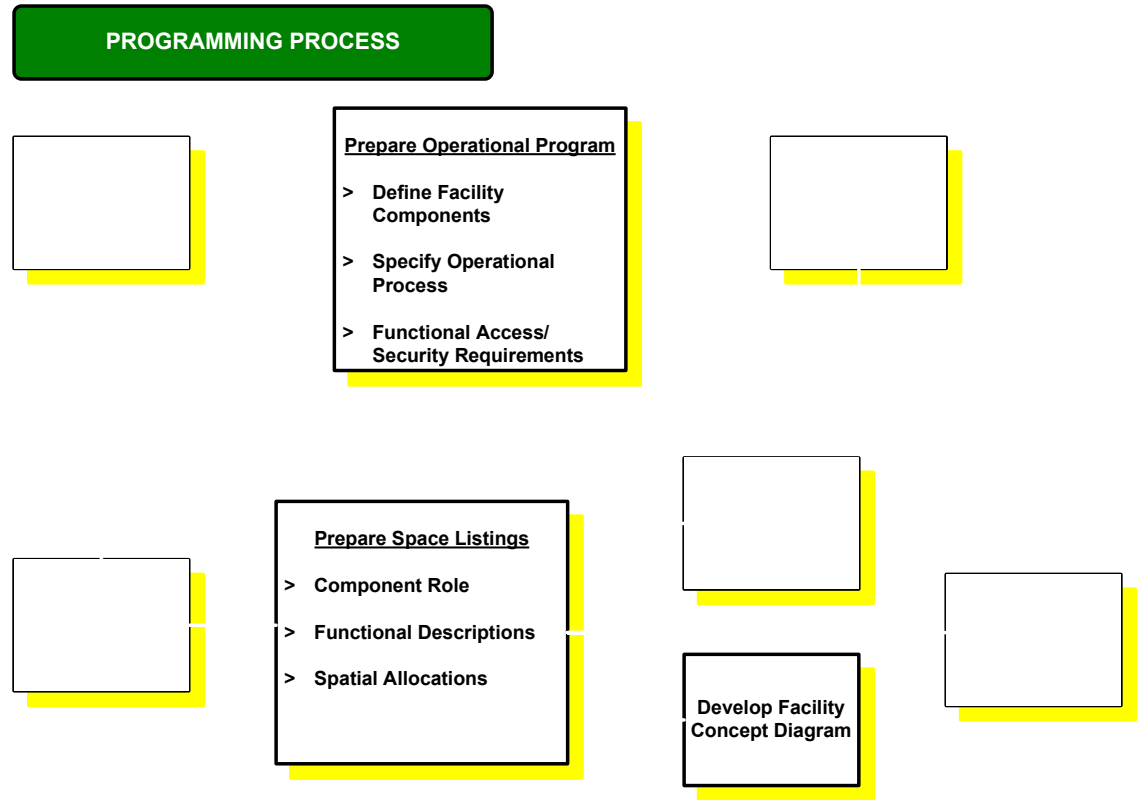 PROGRAMMING PROCESS
Prepare Operational Program
> Define Facility
Components
> Specify Operational
Process
> Functional Access/
Security Requirements
Prepare Space Listings
> Component Role
> Functional Descriptions
> Spatial Allocations
Develop Facility
Concept Diagram